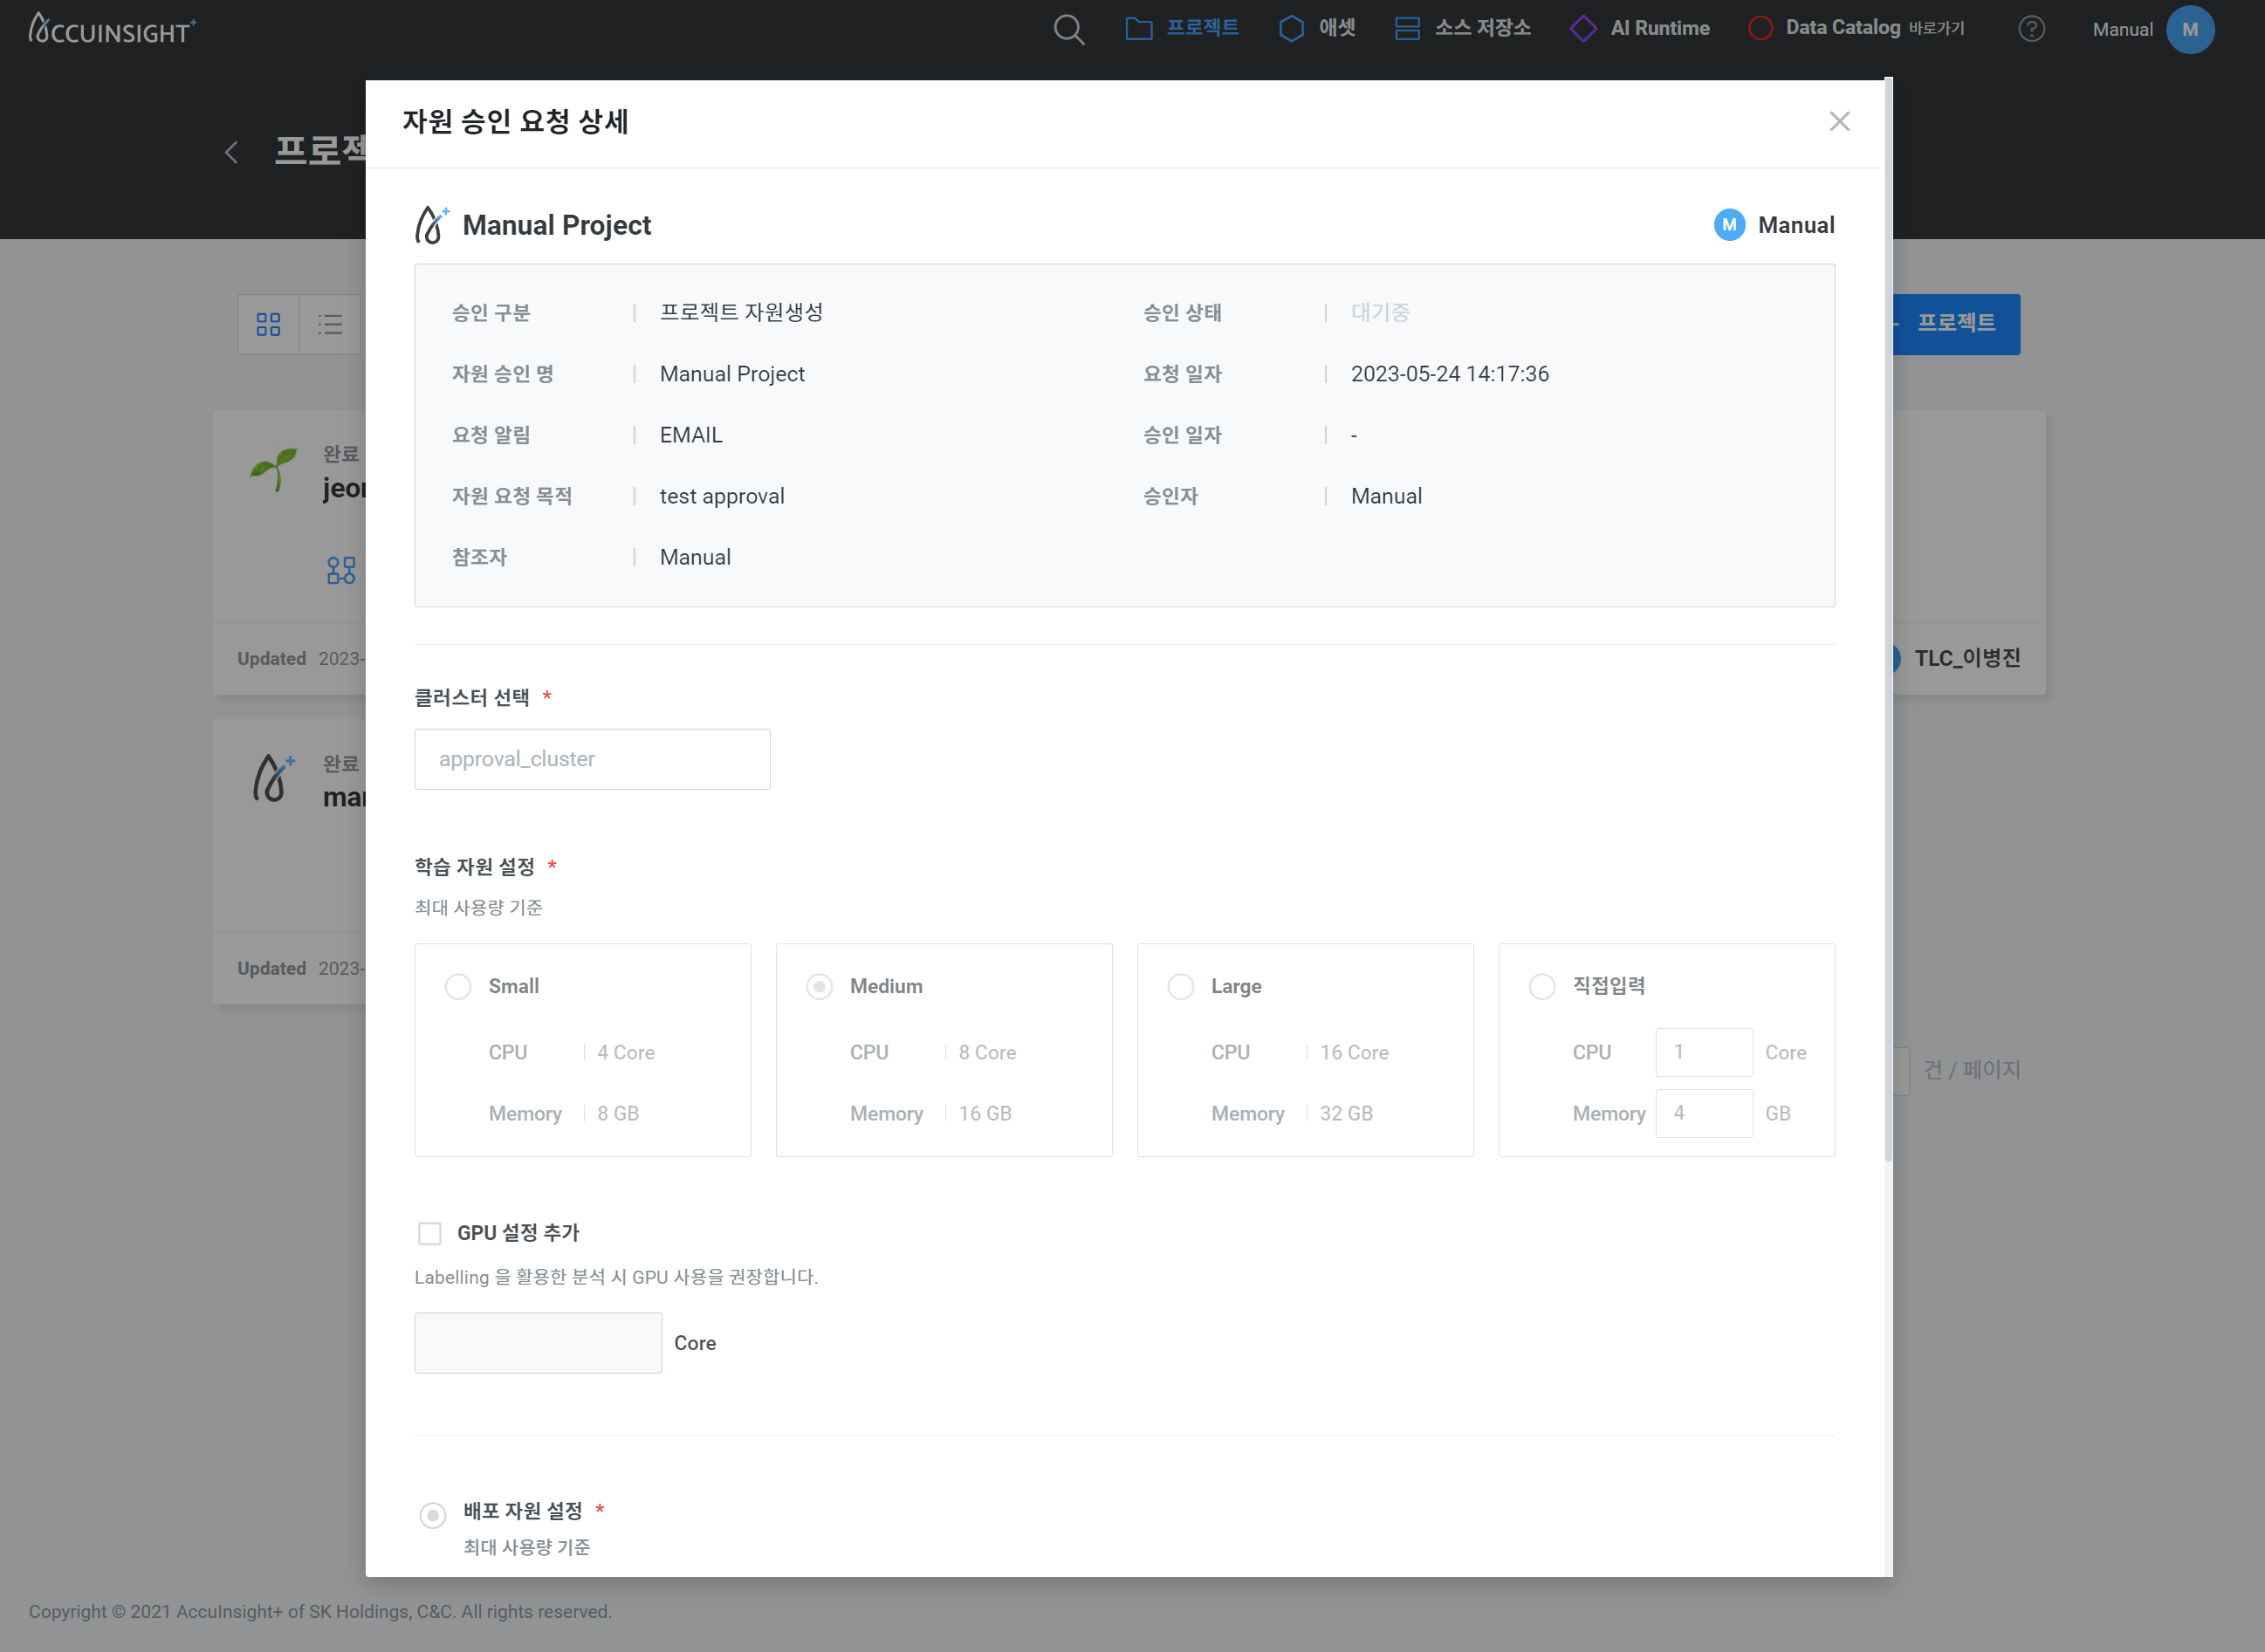 ACCUINSIGHT+
프로젝트
애셋
소스 저장소
AI Runtime
Data Catalog 바로가기
?
Manual
M
자원 승인 요청 상세
Manual Project
M Manual
승인 구분 프로젝트 자원생성
승인 상태 대기중
자원 승인 명 Manual Project
요청 일자 2023-05-24 14:17:36
요청 알림 EMAIL
승인 일자 -
자원 요청 목적 test approval
승인자 Manual
참조자 Manual
클러스터 선택 *
approval_cluster
학습 자원 설정 *
최대 사용량 기준
Small
CPU 4 Core
Memory 8 GB
Medium
CPU 8 Core
Memory 16 GB
Large
CPU 16 Core
Memory 32 GB
직접입력
CPU 1 Core
Memory 4 GB
GPU 설정 추가
Labelling 을 활용한 분석 시 GPU 사용을 권장합니다.
Core
배포 자원 설정 *
최대 사용량 기준
프로젝트
완료
Updated 2023-
TLC_이병진
완료
Updated 2023-
건 / 페이지
Copyright © 2021 AccuInsight+ of SK Holdings, C&C. All rights reserved.